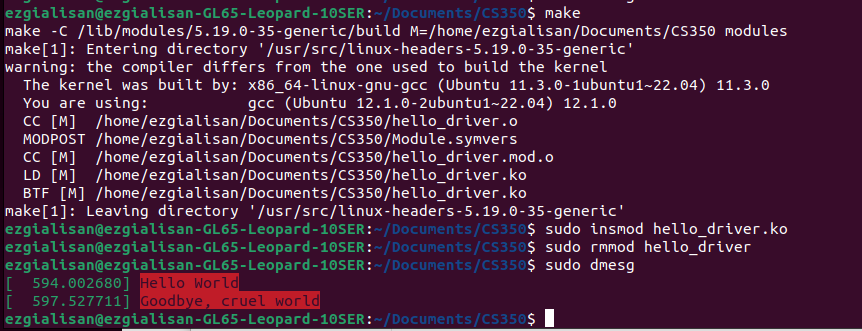 ezgialisan@ezgialisan-GL65-Leopard-10SER:~/Documents/CS350$ make
make -C /lib/modules/5.19.0-35-generic/build M=/home/ezgialisan/Documents/CS350 modules
make[1]: Entering directory '/usr/src/linux-headers-5.19.0-35-generic'
warning: the compiler differs from the one used to build the kernel
  The kernel was built by: x86_64-linux-gnu-gcc (Ubuntu 11.3.0-1ubuntu1~22.04) 11.3.0
  You are using:           gcc (Ubuntu 12.1.0-2ubuntu1~22.04) 12.1.0
  CC [M]  /home/ezgialisan/Documents/CS350/hello_driver.o
  MODPOST /home/ezgialisan/Documents/CS350/Module.symvers
  CC [M]  /home/ezgialisan/Documents/CS350/hello_driver.mod.o
  LD [M]  /home/ezgialisan/Documents/CS350/hello_driver.ko
  BTF [M] /home/ezgialisan/Documents/CS350/hello_driver.ko
make[1]: Leaving directory '/usr/src/linux-headers-5.19.0-35-generic'
ezgialisan@ezgialisan-GL65-Leopard-10SER:~/Documents/CS350$ sudo insmod hello_driver.ko
ezgialisan@ezgialisan-GL65-Leopard-10SER:~/Documents/CS350$ sudo rmmod hello_driver
ezgialisan@ezgialisan-GL65-Leopard-10SER:~/Documents/CS350$ sudo dmesg
[  594.002680] Hello World
[  597.527711] Goodbye, cruel world
ezgialisan@ezgialisan-GL65-Leopard-10SER:~/Documents/CS350$